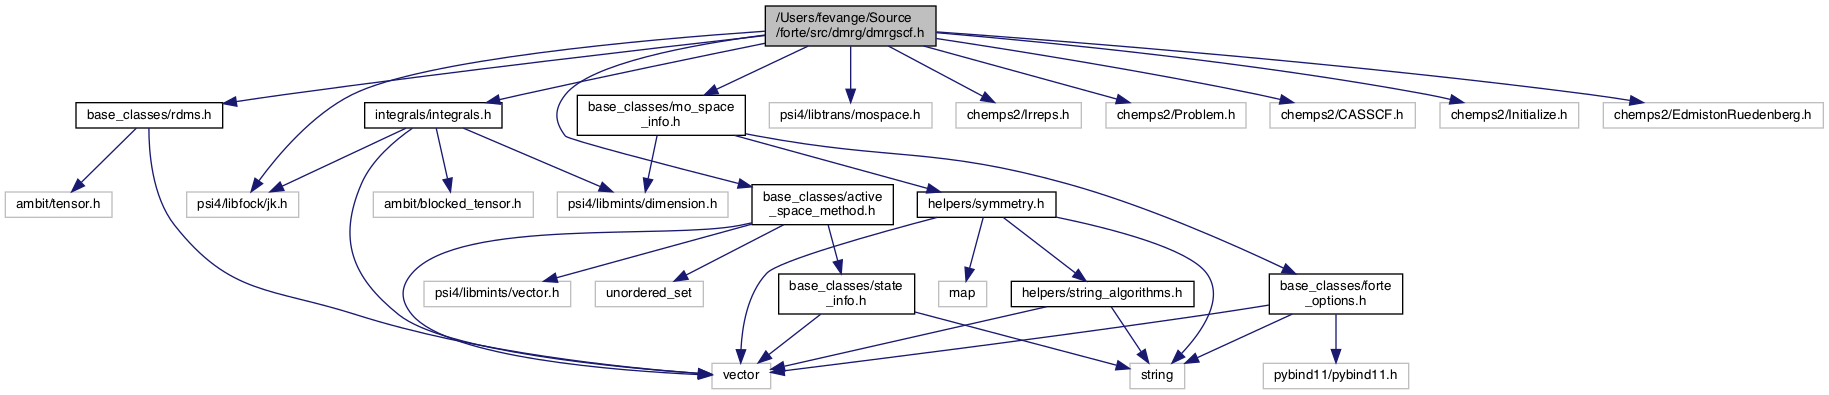 /Users/fevange/Source
/forte/src/dmrg/dmrgscf.h
base_classes/rdms.h
integrals/integrals.h
base_classes/mo_space
_info.h
psi4/libtrans/mospace.h
chemps2/Irreps.h
chemps2/Problem.h
chemps2/CASSCF.h
chemps2/Initialize.h
chemps2/EdmistonRuedenberg.h
ambit/tensor.h
psi4/libfock/jk.h
ambit/blocked_tensor.h
psi4/libmints/dimension.h
base_classes/active
_space_method.h
helpers/symmetry.h
psi4/libmints/vector.h
unordered_set
base_classes/state
_info.h
map
helpers/string_algorithms.h
base_classes/forte
_options.h
vector
string
pybind11/pybind11.h